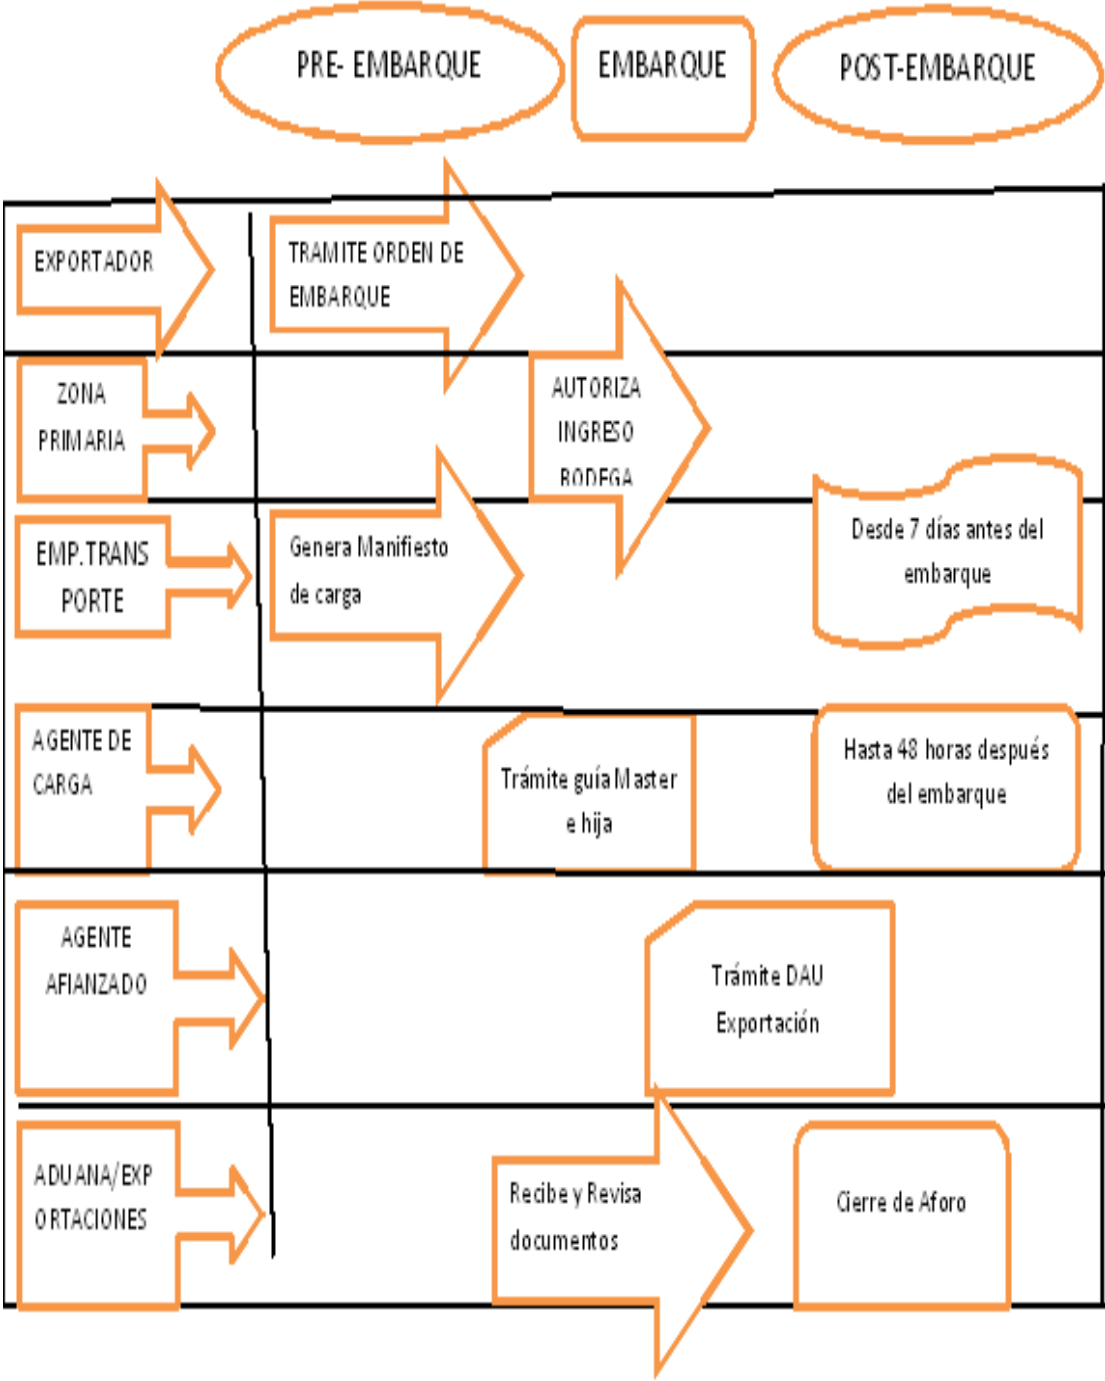 PRE- EMBARQUE
EMBARQUE
POST-EMBARQUE
EXPORTADOR
TRAMITE ORDEN DE
EMBARQUE
ZONA
PRIMARIA
AUTORIZA
INGRESO
BODEGA
EMP.TRANS
PORTE
Genera Manifiesto
de carga
Desde 7 días antes del
embarque
AGENTE DE
CARGA
Trámite guía Master
e hija
Hasta 48 horas después
del embarque
AGENTE
AFIANZADO
Trámite DAU
Exportación
ADUANA/EXP
ORTACIONES
Recibe y Revisa
documentos
Cierre de Aforo